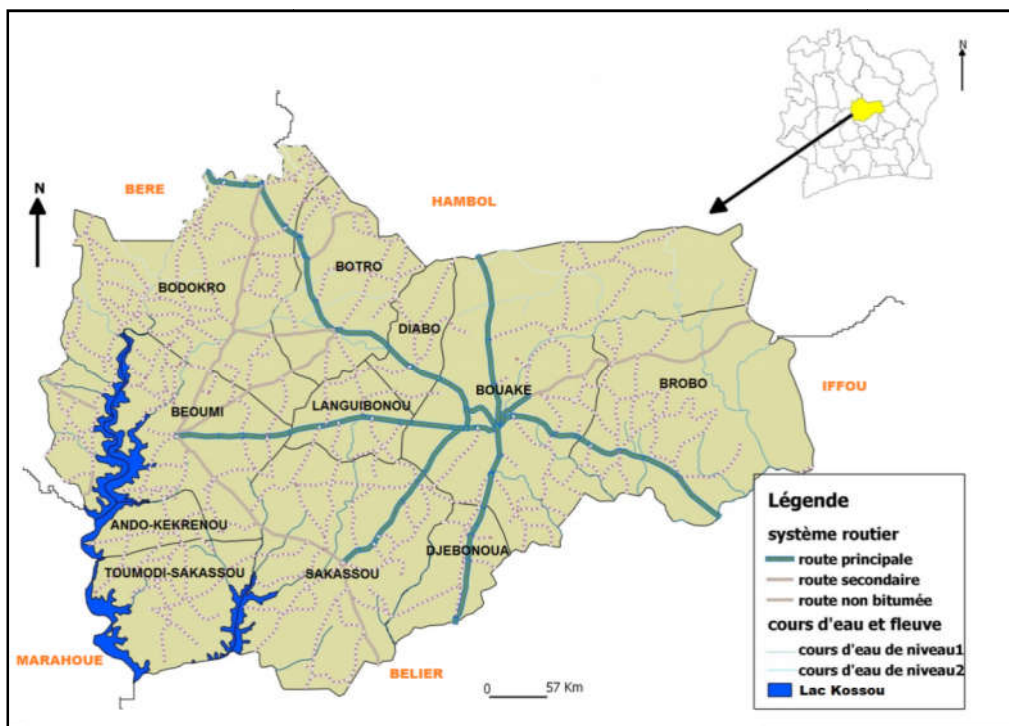 N
BERE
N
HAMBOL
BODOKRO
BOTRO
DIABO
BEOUMI
LANGUIBONOU
BOUAKE
BROBO
IFFOU
ANDO-KEKRENOU
TOUMODI-SAKASSOU
SAKASSOU
DJEBONOUA
MARAHOUE
BELIER
0 57 Km
Légende
système routier
route principale
route secondaire
route non bitumée
cours d'eau et fleuve
cours d'eau de niveau1
cours d'eau de niveau2
Lac Kossou